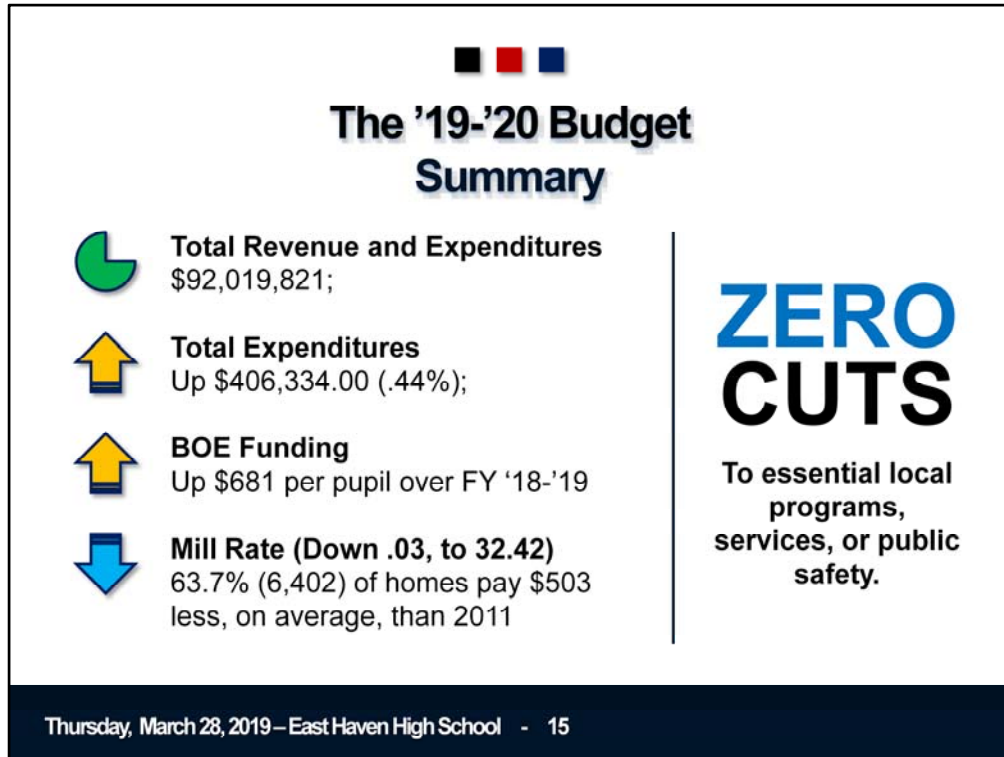 The ’19-’20 Budget
Summary
Total Revenue and Expenditures
$92,019,821;
Total Expenditures
Up $406,334.00 (.44%);
BOE Funding
Up $681 per pupil over FY ‘18-’19
Mill Rate (Down .03, to 32.42)
63.7% (6,402) of homes pay $503
less, on average, than 2011
ZERO
CUTS
To essential local
programs,
services, or public
safety.
Thursday, March 28, 2019 – East Haven High School - 15